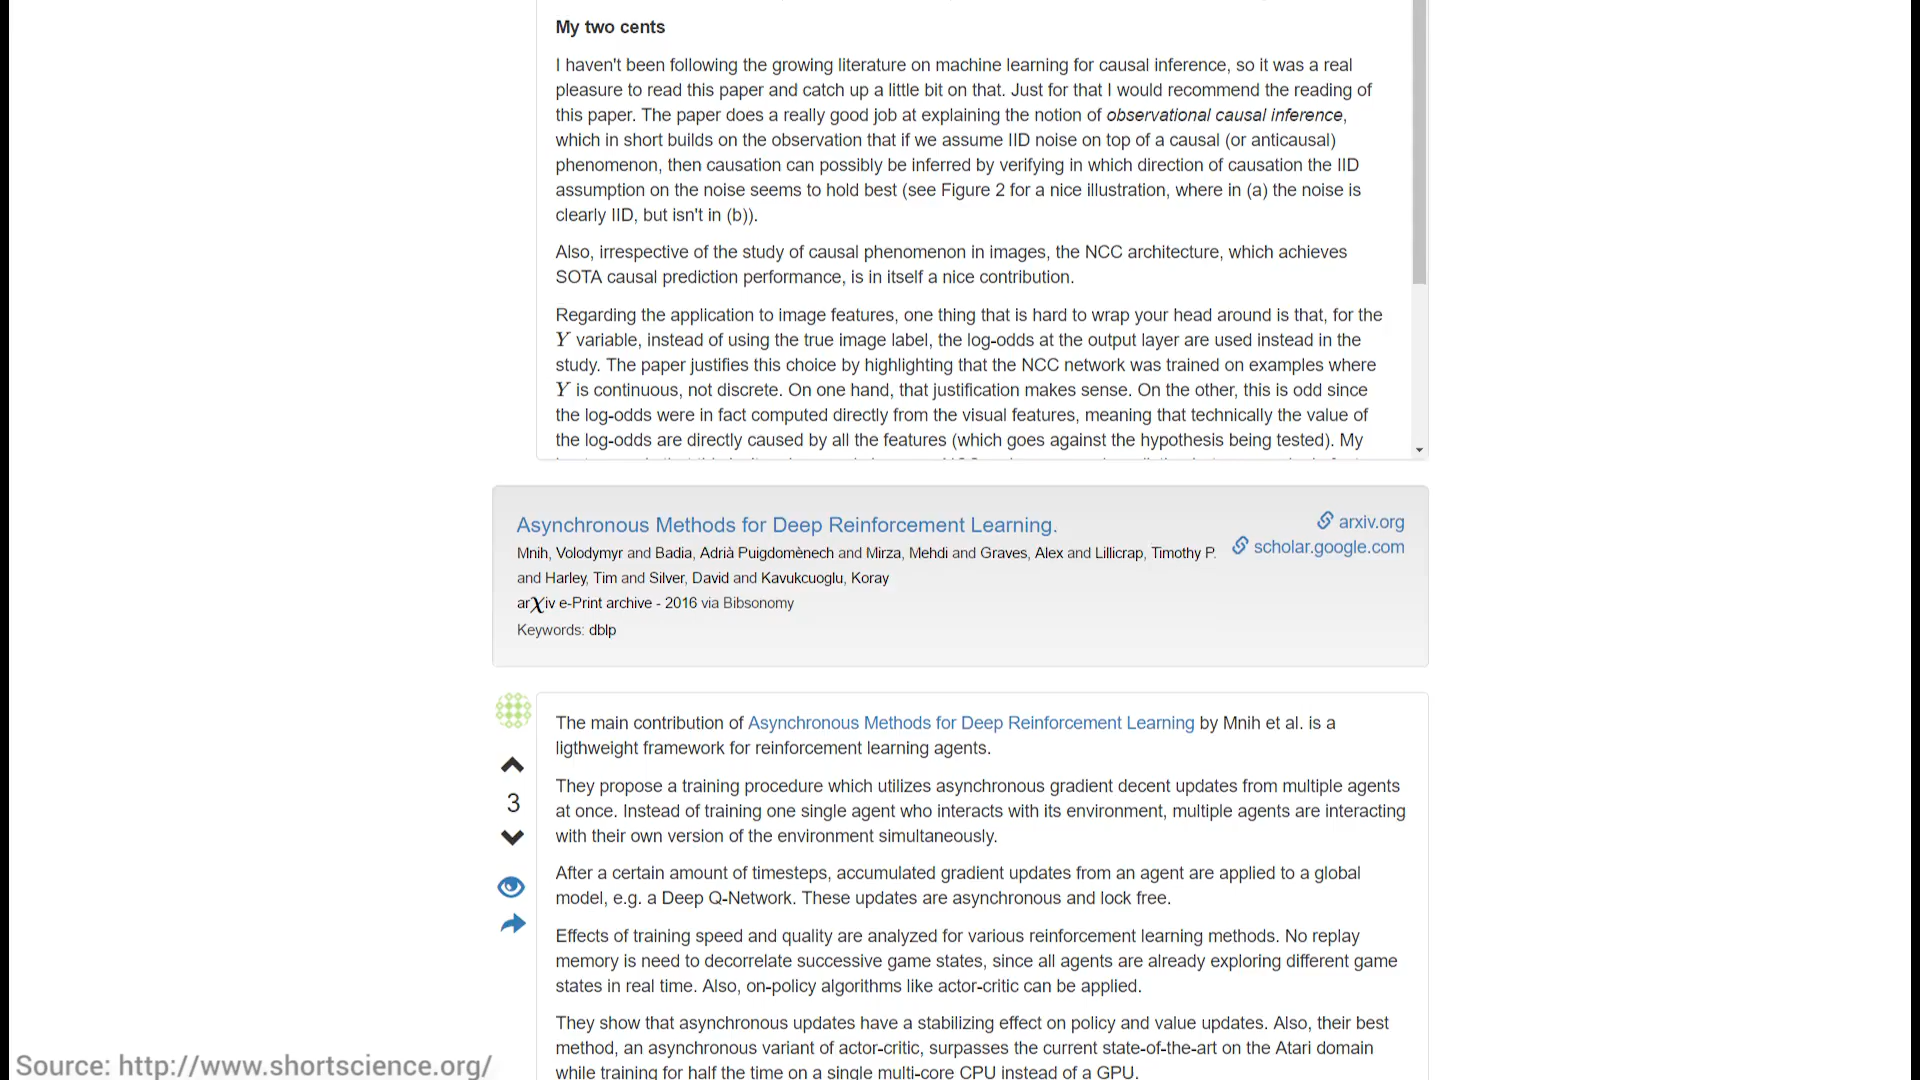 My two cents
I haven't been following the growing literature on machine learning for causal inference, so it was a real
pleasure to read this paper and catch up a little bit on that. Just for that I would recommend the reading of
this paper. The paper does a really good job at explaining the notion of observational causal inference,
which in short builds on the observation that if we assume IID noise on top of a causal (or anticausal)
phenomenon, then causation can possibly be inferred by verifying in which direction of causation the IID
assumption on the noise seems to hold best (see Figure 2 for a nice illustration, where in (a) the noise is
clearly IID, but isn't in (b)).
Also, irrespective of the study of causal phenomenon in images, the NCC architecture, which achieves
SOTA causal prediction performance, is in itself a nice contribution.
Regarding the application to image features, one thing that is hard to wrap your head around is that, for the
Y variable, instead of using the true image label, the log-odds at the output layer are used instead in the
study. The paper justifies this choice by highlighting that the NCC network was trained on examples where
Y is continuous, not discrete. On one hand, that justification makes sense. On the other, this is odd since
the log-odds were in fact computed directly from the visual features, meaning that technically the value of
the log-odds are directly caused by all the features (which goes against the hypothesis being tested). My
Asynchronous Methods for Deep Reinforcement Learning.
arxiv.org
scholar.google.com
Mnih, Volodymyr and Badia, Adrià Puigdomènech and Mirza, Mehdi and Graves, Alex and Lillicrap, Timothy P.
and Harley, Tim and Silver, David and Kavukcuoglu, Koray
arXiv e-Print archive - 2016 via Bibsonomy
Keywords: dblp
The main contribution of Asynchronous Methods for Deep Reinforcement Learning by Mnih et al. is a
ligthweight framework for reinforcement learning agents.
They propose a training procedure which utilizes asynchronous gradient decent updates from multiple agents
at once. Instead of training one single agent who interacts with its environment, multiple agents are interacting
with their own version of the environment simultaneously.
3
After a certain amount of timesteps, accumulated gradient updates from an agent are applied to a global
model, e.g. a Deep Q-Network. These updates are asynchronous and lock free.
Effects of training speed and quality are analyzed for various reinforcement learning methods. No replay
memory is need to decorrelate successive game states, since all agents are already exploring different game
states in real time. Also, on-policy algorithms like actor-critic can be applied.
They show that asynchronous updates have a stabilizing effect on policy and value updates. Also, their best
method, an asynchronous variant of actor-critic, surpasses the current state-of-the-art on the Atari domain
while training for half the time on a single multi-core CPU instead of a GPU.
Source: http://www.shortscience.org/